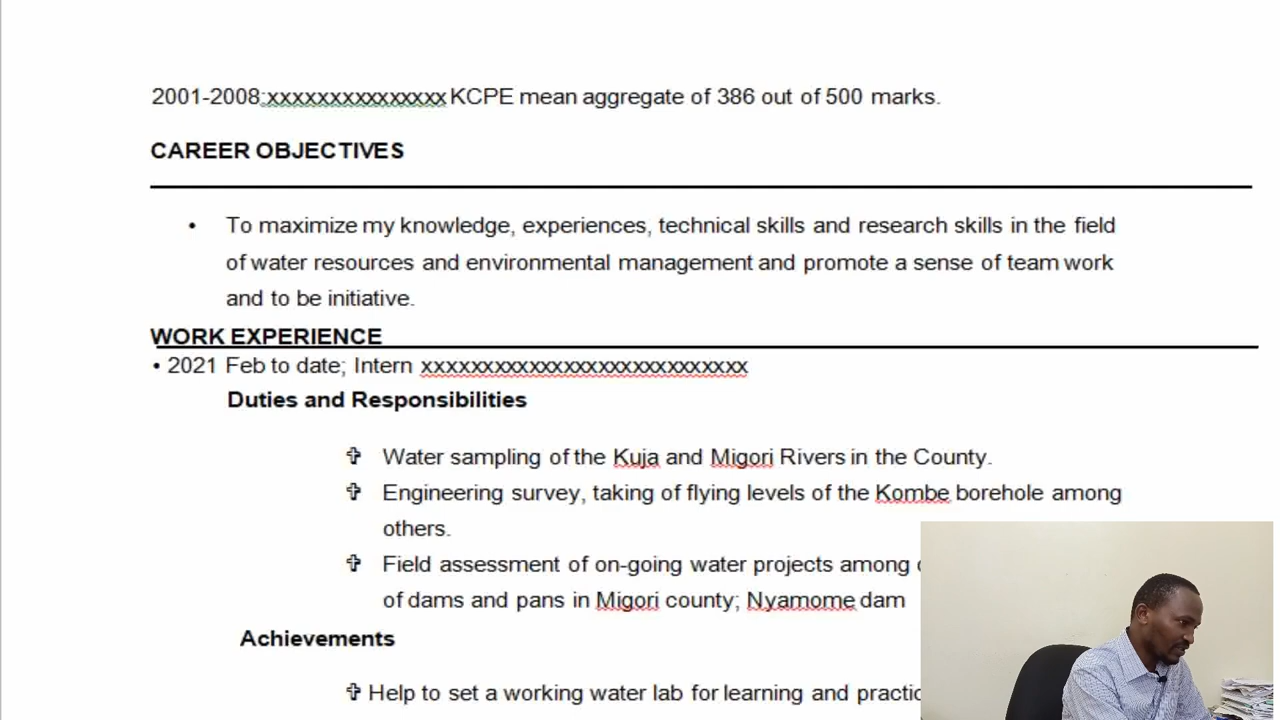 2001-2008:xxxxxxxxxxxxxxx KCPE mean aggregate of 386 out of 500 marks.
CAREER OBJECTIVES
• To maximize my knowledge, experiences, technical skills and research skills in the field
of water resources and environmental management and promote a sense of team work
and to be initiative.
WORK EXPERIENCE
• 2021 Feb to date; Intern xxxxxxxxxxxxxxxxxxxxxxxxxx
Duties and Responsibilities
✞ Water sampling of the Kuja and Migori Rivers in the County.
✞ Engineering survey, taking of flying levels of the Kombe borehole among
others.
✞ Field assessment of on-going water projects among
of dams and pans in Migori county; Nyamome dam
Achievements
✞ Help to set a working water lab for learning and